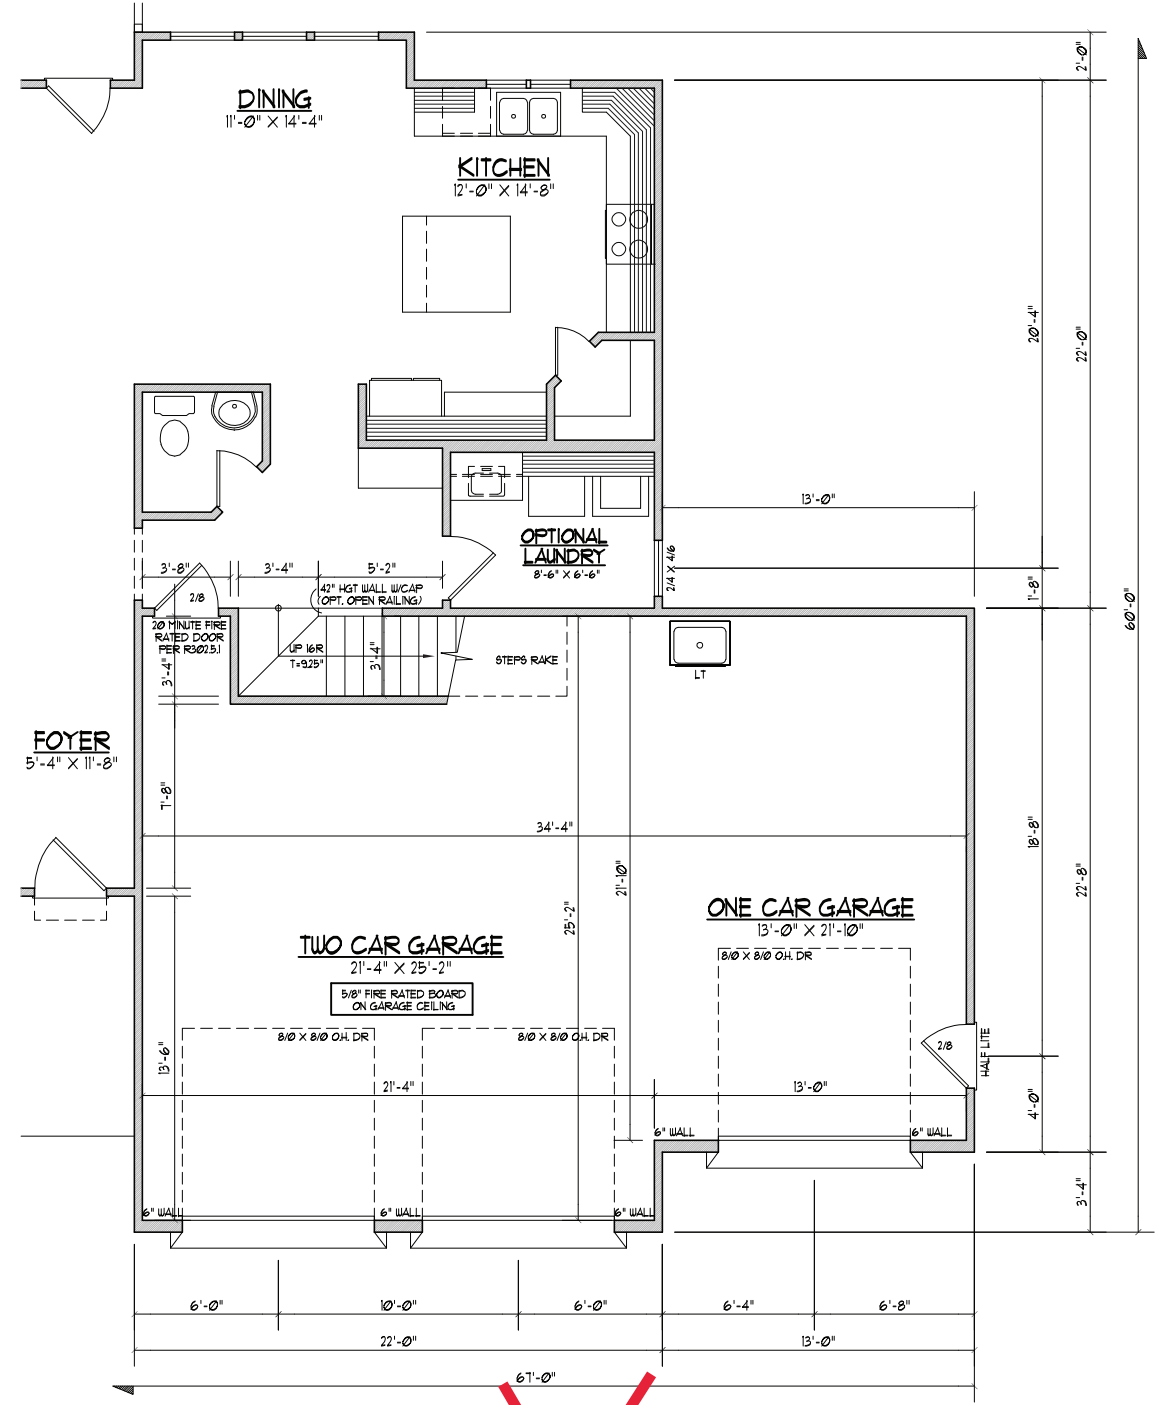 2'-0"
DINING
11'-0" X 14'-4"
KITCHEN
12'-0" X 14'-8"
20'-4"
22'-0"
13'-0"
OPTIONAL
LAUNDRY
8'-6" X 6'-6"
2/4 X 4/6
3'-8"
3'-4"
5'-2"
1'-8"
60'-0"
2/8
42" HGT WALL W/CAP
(OPT. OPEN RAILING)
20 MINUTE FIRE
RATED DOOR
PER R302.5.1
UP 16R
T=9.25"
3'-4"
STEPS RAKE
LT
3'-4"
FOYER
5'-4" X 11'-8"
7'-8"
34'-4"
18'-8"
21'-10"
22'-8"
25'-2"
ONE CAR GARAGE
13'-0" X 21'-10"
TWO CAR GARAGE
21'-4" X 25'-2"
8/0 X 8/0 O.H. DR
5/8" FIRE RATED BOARD
ON GARAGE CEILING
8/0 X 8/0 O.H. DR
8/0 X 8/0 O.H. DR
2/8
HALF LITE
13'-6"
21'-4"
13'-0"
4'-0"
6" WALL
6" WALL
3'-4"
6" WALL
6" WALL
6" WALL
6'-0"
10'-0"
6'-0"
6'-4"
6'-8"
22'-0"
13'-0"
67'-0"